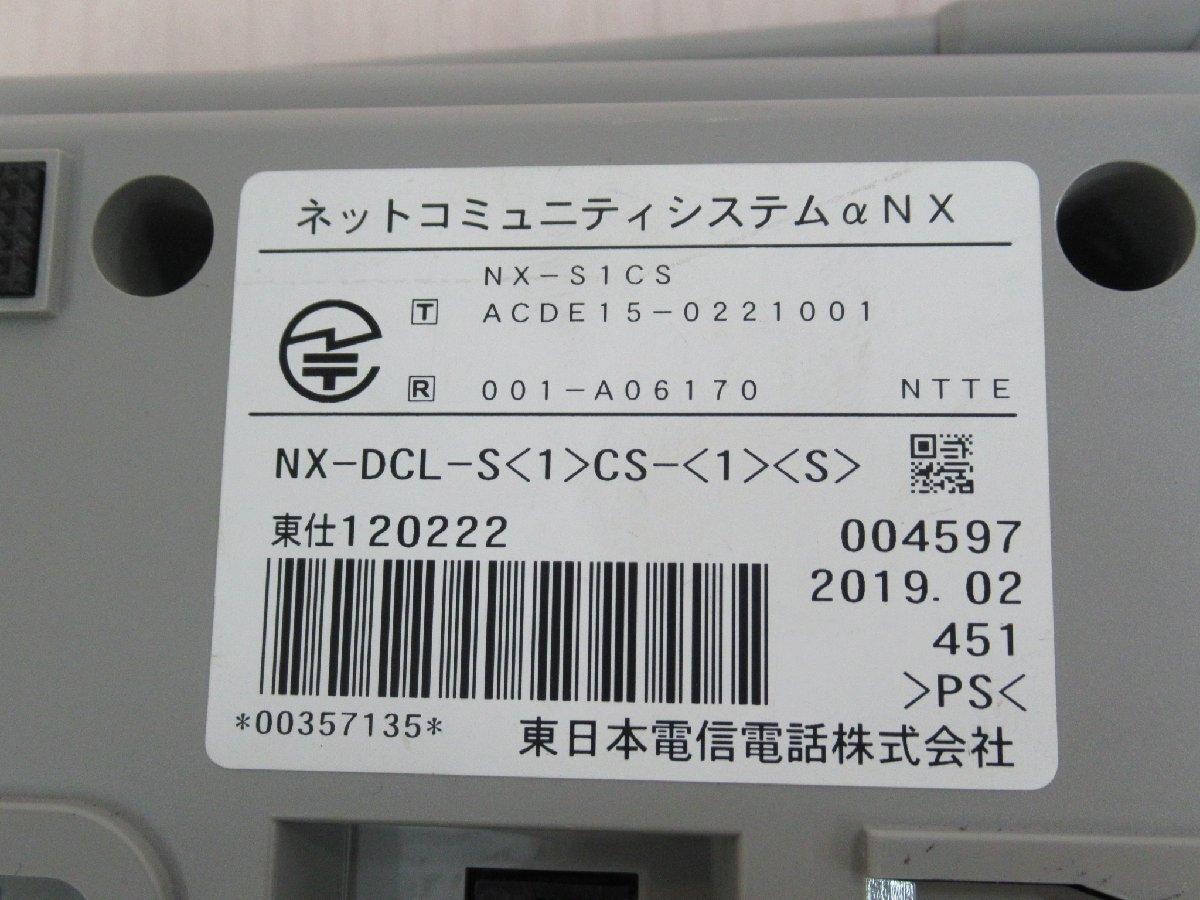 ネットコミュニティシステムαNX
NX-S1CS
T ACDE15-0221001
R 001-A06170 NTTE
NX-DCL-S<1>CS-<1><S>
東仕120222 004597
2019.02
451
>PS<
*00357135* 東日本電信電話株式会社